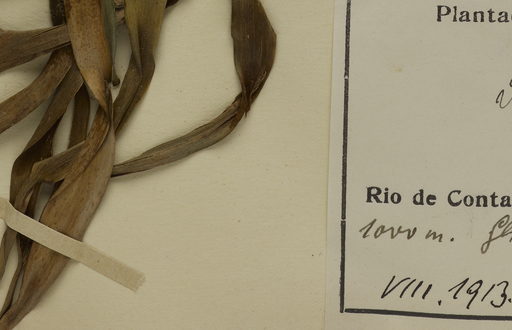 Planta
Rio de Conta
1000 m.
VIII. 1913.